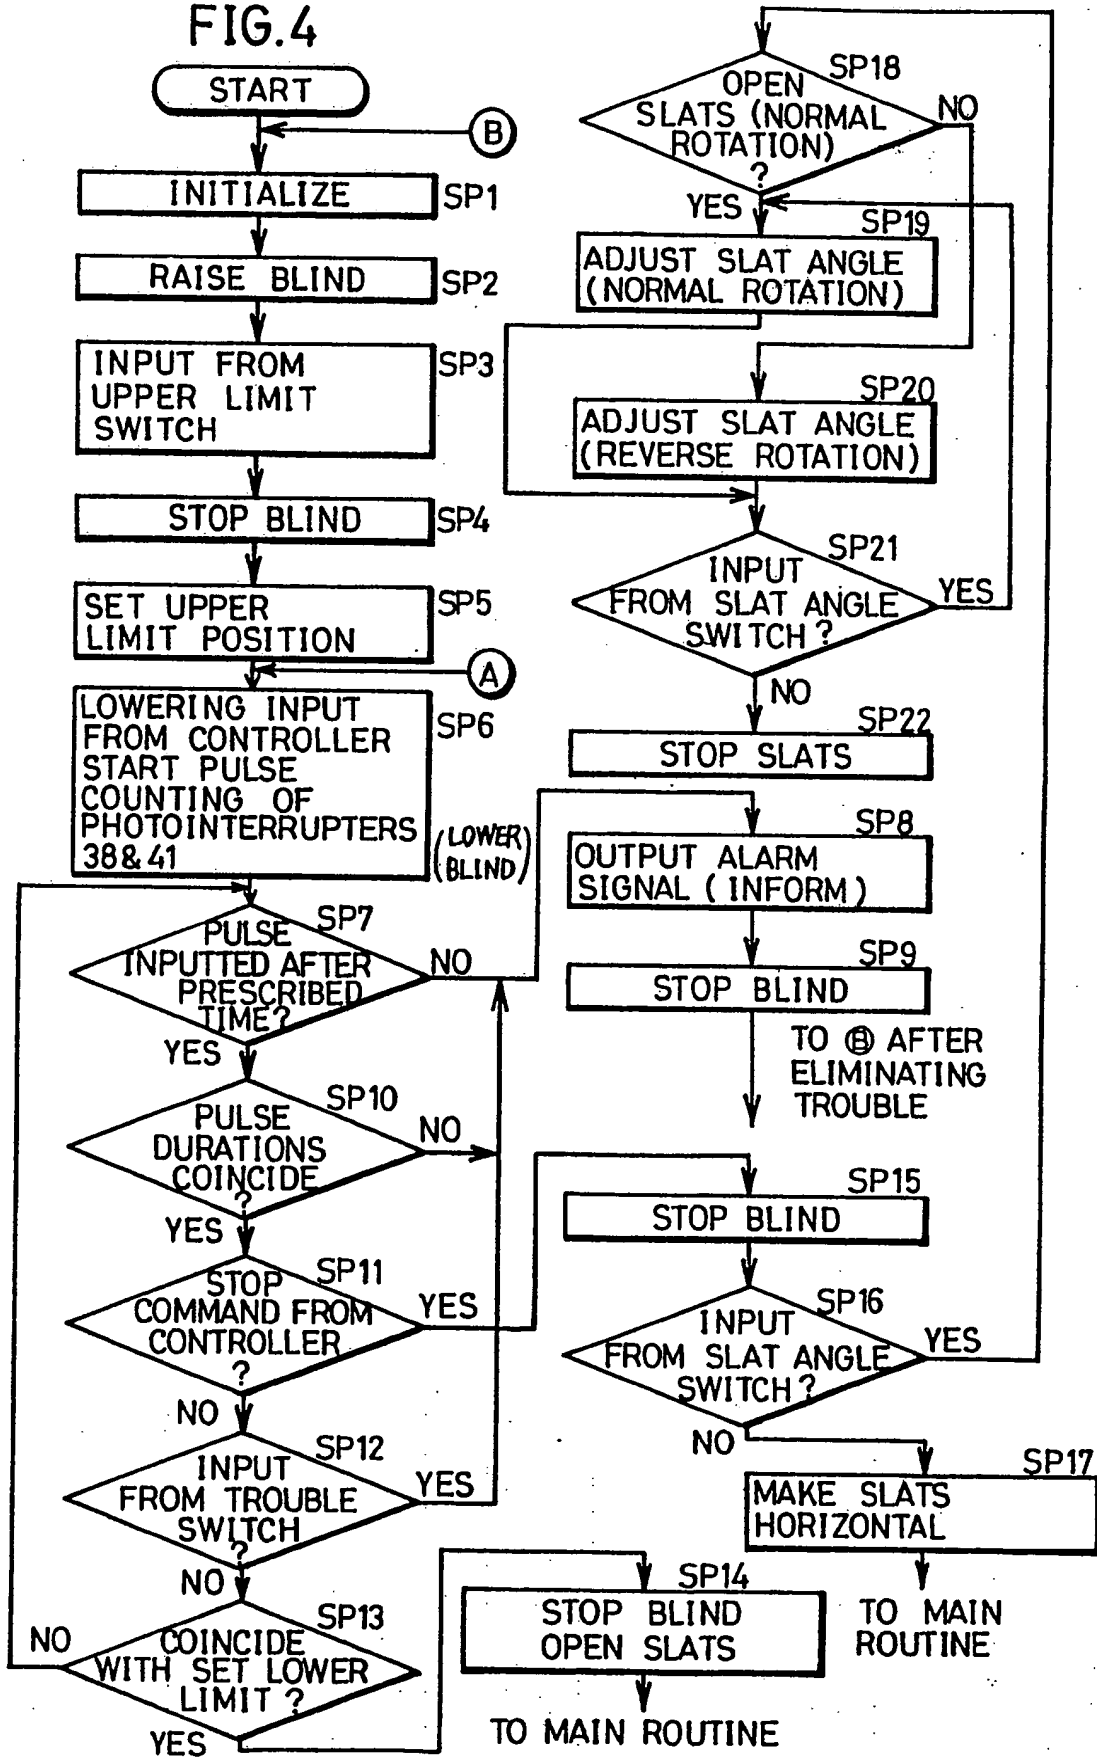 FIG.4
START
B
INITIALIZE
SP1
RAISE BLIND
SP2
INPUT FROM
UPPER LIMIT
SWITCH
SP3
STOP BLIND
SP4
SET UPPER
LIMIT POSITION
SP5
A
LOWERING INPUT
FROM CONTROLLER
START PULSE
COUNTING OF
PHOTOINTERRUPTERS
38&41
SP6
(LOWER
BLIND)
SP7
PULSE
INPUTTED AFTER
PRESCRIBED
TIME?
NO
YES
SP10
PULSE
DURATIONS
COINCIDE
?
NO
YES
SP11
STOP
COMMAND FROM
CONTROLLER
?
YES
NO
SP12
INPUT
FROM TROUBLE
SWITCH
?
YES
NO
SP13
COINCIDE
WITH SET LOWER
LIMIT?
NO
YES
SP14
STOP BLIND
OPEN SLATS
TO MAIN ROUTINE
SP18
OPEN
SLATS (NORMAL
ROTATION)
?
NO
YES
SP19
ADJUST SLAT ANGLE
(NORMAL ROTATION)
SP20
ADJUST SLAT ANGLE
(REVERSE ROTATION)
SP21
INPUT
FROM SLAT ANGLE
SWITCH?
YES
NO
SP22
STOP SLATS
SP8
OUTPUT ALARM
SIGNAL (INFORM)
SP9
STOP BLIND
TO Ⓑ AFTER
ELIMINATING
TROUBLE
SP15
STOP BLIND
SP16
INPUT
FROM SLAT ANGLE
SWITCH?
YES
NO
SP17
MAKE SLATS
HORIZONTAL
TO MAIN
ROUTINE